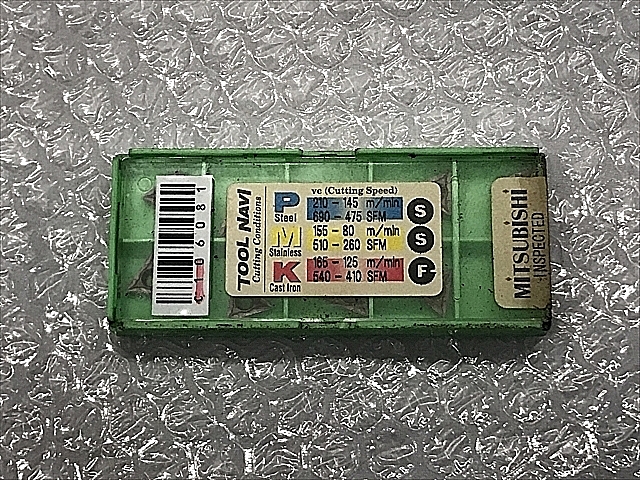 TOOL NAVI
Cutting Conditions
vc (Cutting Speed)
P
Steel
210 - 145 m/min
690 - 475 SFM
S
M
Stainless
155 - 80 m/min
510 - 260 SFM
S
K
Cast Iron
165 - 125 m/min
540 - 410 SFM
F
MITSUBISHI
INSPECTED